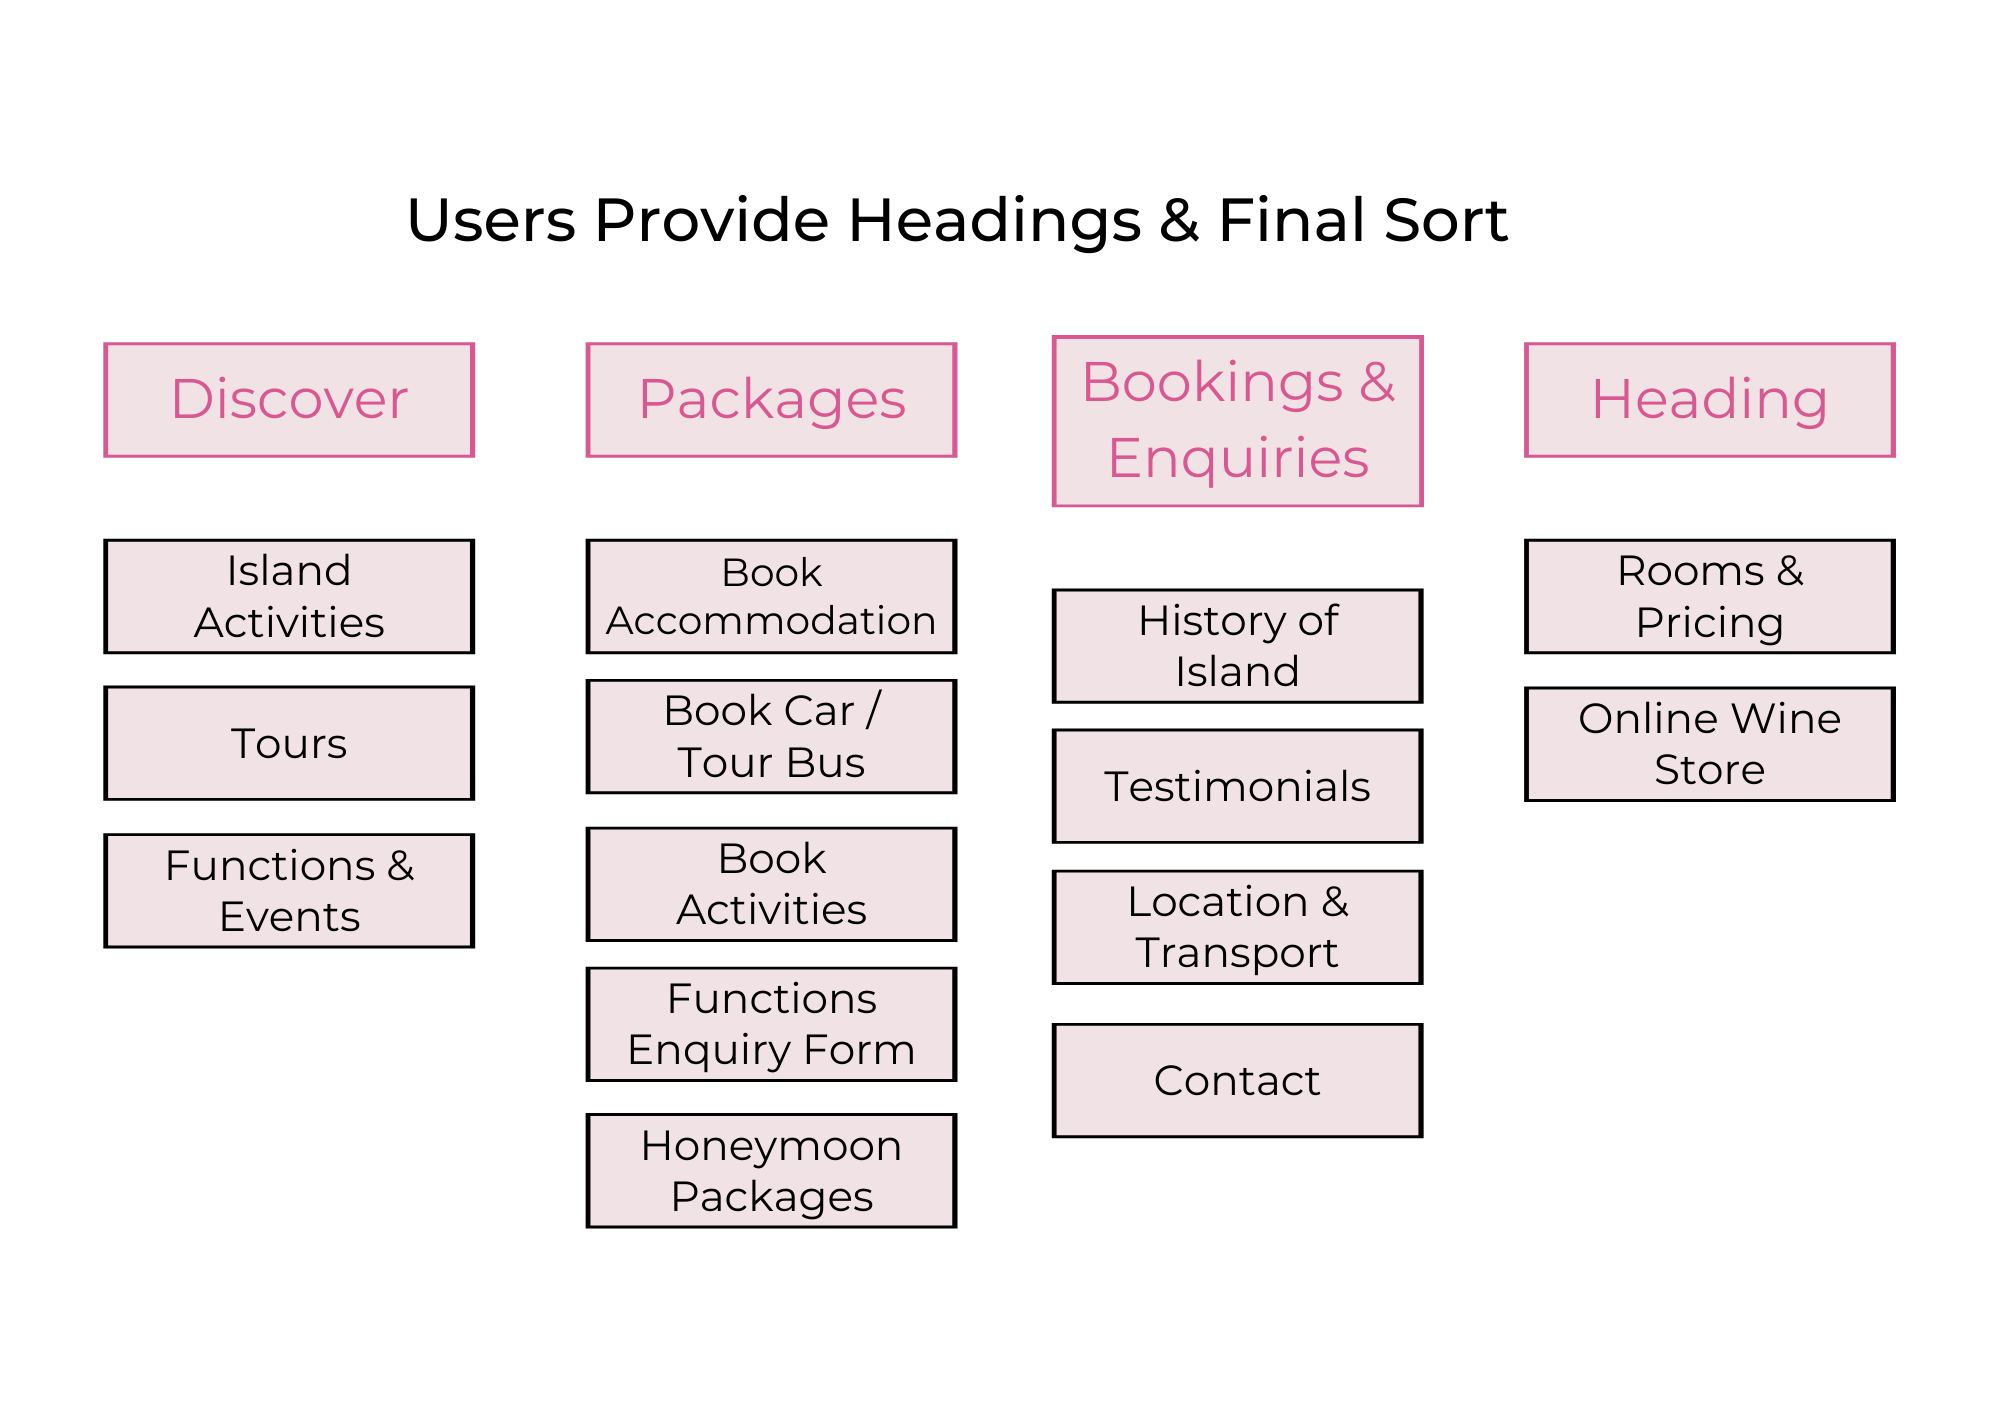 Users Provide Headings & Final Sort
Discover
Island
Activities
Tours
Functions &
Events
Packages
Book
Accommodation
Book Car /
Tour Bus
Book
Activities
Functions
Enquiry Form
Honeymoon
Packages
Bookings &
Enquiries
History of
Island
Testimonials
Location &
Transport
Contact
Heading
Rooms &
Pricing
Online Wine
Store